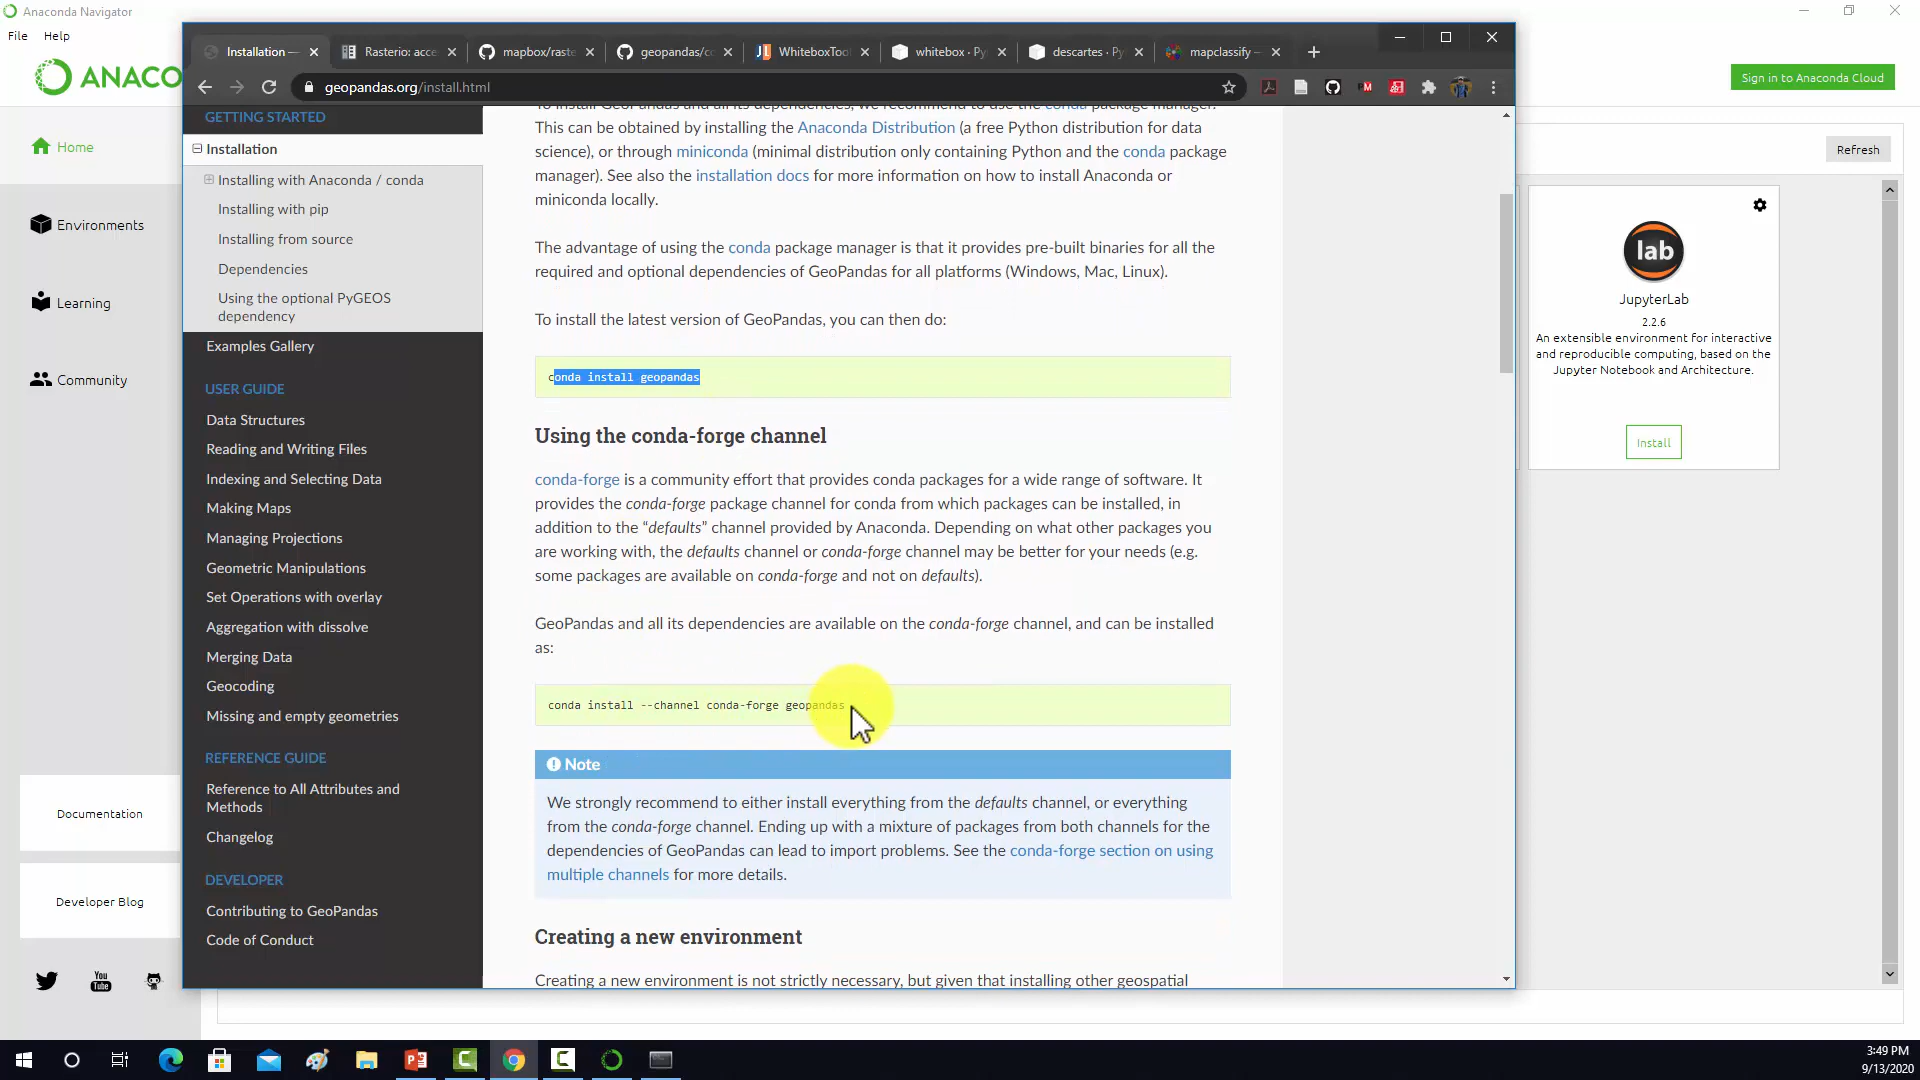 Anaconda Navigator
File Help
ANACO
Sign in to Anaconda Cloud
Home
Environments
Learning
Community
Documentation
Developer Blog
Refresh
lab
JupyterLab
2.2.6
An extensible environment for interactive
and reproducible computing, based on the
Jupyter Notebook and Architecture.
Install
Installation —
Rasterio: acce
mapbox/raste
geopandas/co
WhiteboxTool
whitebox · Py
descartes · Py
mapclassify —
geopandas.org/install.html
GETTING STARTED
Installation
Installing with Anaconda / conda
Installing with pip
Installing from source
Dependencies
Using the optional PyGEOS
dependency
Examples Gallery
USER GUIDE
Data Structures
Reading and Writing Files
Indexing and Selecting Data
Making Maps
Managing Projections
Geometric Manipulations
Set Operations with overlay
Aggregation with dissolve
Merging Data
Geocoding
Missing and empty geometries
REFERENCE GUIDE
Reference to All Attributes and
Methods
Changelog
DEVELOPER
Contributing to GeoPandas
Code of Conduct
To install GeoPandas and all its dependencies, we recommend to use the conda package manager.
This can be obtained by installing the Anaconda Distribution (a free Python distribution for data
science), or through miniconda (minimal distribution only containing Python and the conda package
manager). See also the installation docs for more information on how to install Anaconda or
miniconda locally.
The advantage of using the conda package manager is that it provides pre-built binaries for all the
required and optional dependencies of GeoPandas for all platforms (Windows, Mac, Linux).
To install the latest version of GeoPandas, you can then do:
conda install geopandas
Using the conda-forge channel
conda-forge is a community effort that provides conda packages for a wide range of software. It
provides the conda-forge package channel for conda from which packages can be installed, in
addition to the “defaults” channel provided by Anaconda. Depending on what other packages you
are working with, the defaults channel or conda-forge channel may be better for your needs (e.g.
some packages are available on conda-forge and not on defaults).
GeoPandas and all its dependencies are available on the conda-forge channel, and can be installed
as:
conda install --channel conda-forge geopandas
Note
We strongly recommend to either install everything from the defaults channel, or everything
from the conda-forge channel. Ending up with a mixture of packages from both channels for the
dependencies of GeoPandas can lead to import problems. See the conda-forge section on using
multiple channels for more details.
Creating a new environment
Creating a new environment is not strictly necessary, but given that installing other geospatial
You
Tube
3:49 PM
9/13/2020